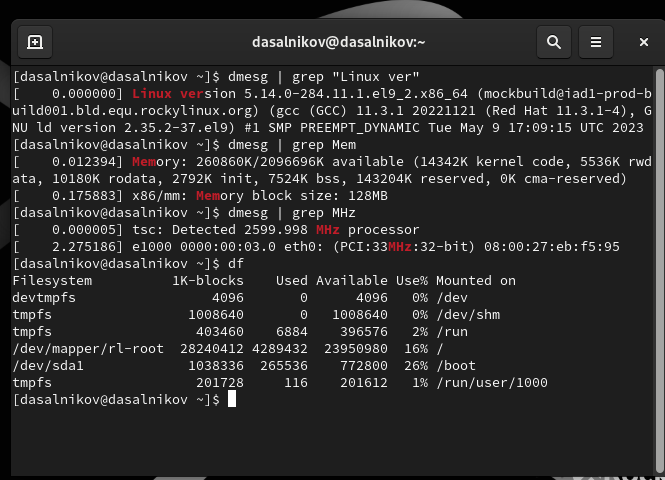 dasalnikov@dasalnikov:~
[dasalnikov@dasalnikov ~]$ dmesg | grep "Linux ver"
[    0.000000] Linux version 5.14.0-284.11.1.el9_2.x86_64 (mockbuild@iad1-prod-b
uild001.bld.equ.rockylinux.org) (gcc (GCC) 11.3.1 20221121 (Red Hat 11.3.1-4), G
NU ld version 2.35.2-37.el9) #1 SMP PREEMPT_DYNAMIC Tue May 9 17:09:15 UTC 2023
[dasalnikov@dasalnikov ~]$ dmesg | grep Mem
[    0.012394] Memory: 260860K/2096696K available (14342K kernel code, 5536K rwd
ata, 10180K rodata, 2792K init, 7524K bss, 143204K reserved, 0K cma-reserved)
[    0.175883] x86/mm: Memory block size: 128MB
[dasalnikov@dasalnikov ~]$ dmesg | grep MHz
[    0.000005] tsc: Detected 2599.998 MHz processor
[    2.275186] e1000 0000:00:03.0 eth0: (PCI:33MHz:32-bit) 08:00:27:eb:f5:95
[dasalnikov@dasalnikov ~]$ df
Filesystem          1K-blocks    Used Available Use% Mounted on
devtmpfs                 4096       0      4096   0% /dev
tmpfs                 1008640       0   1008640   0% /dev/shm
tmpfs                  403460    6884    396576   2% /run
/dev/mapper/rl-root  28240412 4289432  23950980  16% /
/dev/sda1             1038336  265536    772800  26% /boot
tmpfs                  201728     116    201612   1% /run/user/1000
[dasalnikov@dasalnikov ~]$